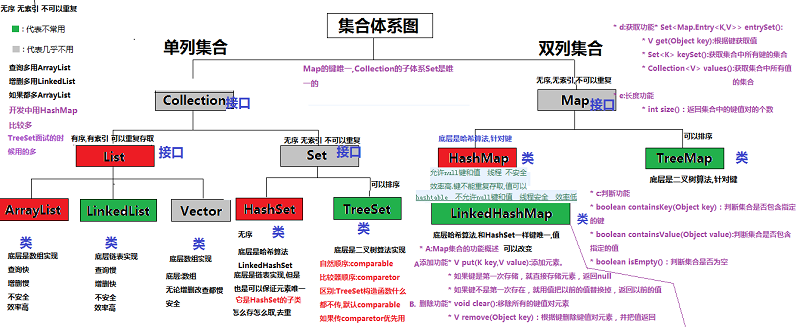 无序 无索引 不可以重复
：代表不常用
：代表几乎不用
查询多用ArrayList
增删多用LinkedList
如果都多ArrayList
开发中用HashMap
比较多
TreeSet面试的时
候用的多
集合体系图
单列集合
双列集合
Map的键唯一,Collection的子体系Set是唯
一的
无序,无索引,不可以重复
Collection
接口
Map
接口
* d:获取功能* Set<Map.Entry<K,V>> entrySet():
* V get(Object key):根据键获取值
* Set<K> keySet():获取集合中所有键的集合
* Collection<V> values():获取集合中所有值
的集合
* e:长度功能
* int size()：返回集合中的键值对的个数
有序,有索引 可以重复存取
List
接口
无序 无索引 不可以重复
Set
接口
可以排序
底层是哈希算法,针对键
HashMap
类
允许null键和值　线程 不安全
效率高.键不能重复存取,值可以
hashtable 不允许null键和值　线程安全　效率低
LinkedHashMap
类
底层哈希算法,和HashSet一样键唯一,值
可以改变
可以排序
TreeMap
类
底层是二叉树算法,针对键
ArrayList
类
底层是数组实现
查询快
增删慢
不安全
效率高
LinkedList
类
底层链表实现
查询慢
增删快
不安全
效率高
Vector
类
底层数组实现
底层:数组
无论增删改查都慢
安全
HashSet
类
无序
底层是哈希算法
LinkedHashSet
底层是链表实现,但是
也是可以保证元素唯一
它是HashSet的子类
怎么存怎么取,去重
TreeSet
类
底层是二叉树算法实现
自然顺序:comparable
比较器顺序:comparetor
区别:TreeSet构造函数什么
都不传,默认comparable
如果传comparetor优先用
* A:Map集合的功能概述
A添加功能* V put(K key,V value):添加元素。
* 如果键是第一次存储，就直接存储元素，返回null
* 如果键不是第一次存在，就用值把以前的值替换掉，返回以前的值
B. 删除功能* void clear():移除所有的键值对元素
* V remove(Object key)：根据键删除键值对元素，并把值返回
* c:判断功能
* boolean containsKey(Object key)：判断集合是否包含指定
的键
* boolean containsValue(Object value):判断集合是否包含
指定的值
* boolean isEmpty()：判断集合是否为空